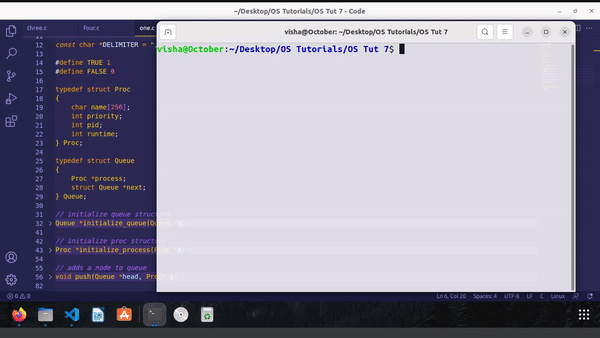 ~/Desktop/OS Tutorials/OS Tut 7 - Code
three.c four.c one.c
visha@October: ~/Desktop/OS Tutorials/OS Tut 7
visha@October:~/Desktop/OS Tutorials/OS Tut 7$
12 const char *DELIMITER = "
13
14 #define TRUE 1
15 #define FALSE 0
16
17 typedef struct Proc
18 {
19 char name[256];
20 int priority;
21 int pid;
22 int runtime;
23 } Proc;
24
25 typedef struct Queue
26 {
27 Proc *process;
28 struct Queue *next;
29 } Queue;
30
31 // initialize queue struct
32 Queue *initialize_queue(
41
42 // initialize proc struct
43 Proc *initialize_process(
54
55 // adds a node to queue
56 void push(Queue *head, Proc
82
0 0 Ln 6, Col 20 Spaces: 4 UTF-8 LF C Linux